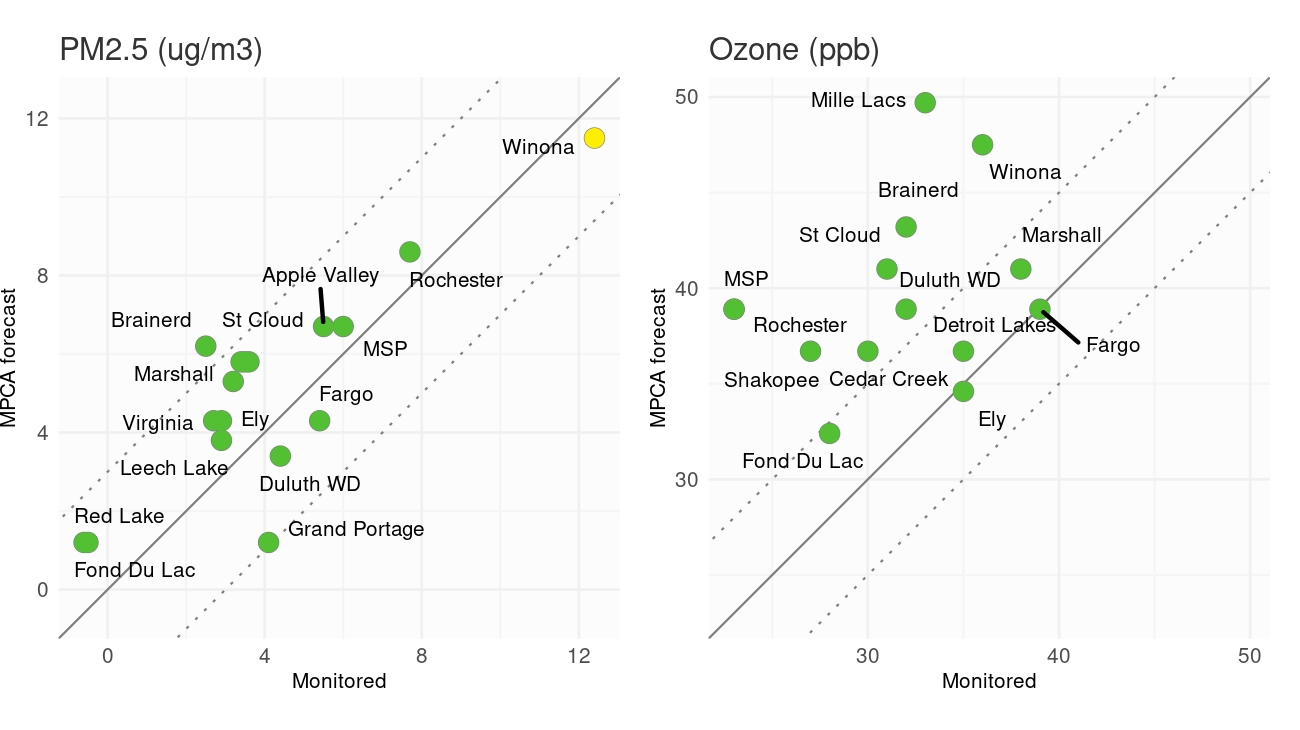 PM2.5 (ug/m3)
12
8
4
0
MPCA forecast
Winona
Apple Valley
Rochester
Brainerd
St Cloud
MSP
Marshall
Fargo
Virginia
Ely
Leech Lake
Duluth WD
Red Lake
Grand Portage
Fond Du Lac
0 4 8 12
Monitored
Ozone (ppb)
50
40
30
MPCA forecast
Mille Lacs
Winona
Brainerd
St Cloud
Marshall
MSP
Duluth WD
Rochester
Detroit Lakes
Fargo
Shakopee
Cedar Creek
Ely
Fond Du Lac
30 40 50
Monitored